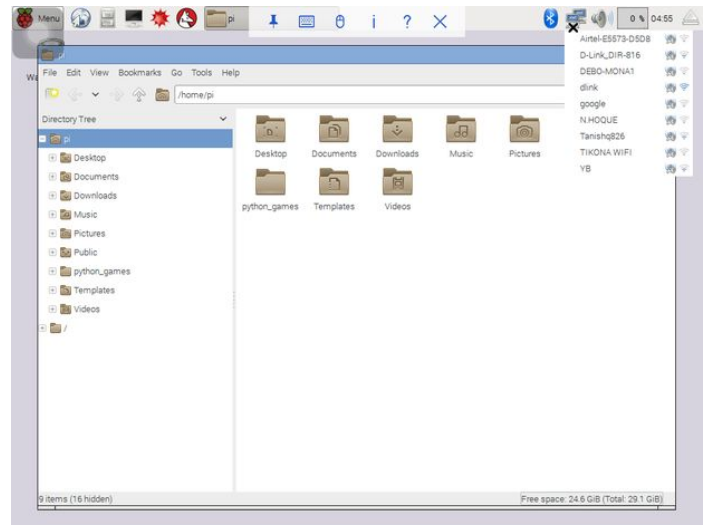 Menu
pi
i ?
0 % 04:55
Airtel-E5573-D5D8
D-Link_DIR-816
DEBO-MONA1
dlink
google
N.HOQUE
Tanishq826
TIKONA WIFI
YB
Wa
pi
File Edit View Bookmarks Go Tools Help
/home/pi
Directory Tree
pi
Desktop
Documents
Downloads
Music
Pictures
Public
python_games
Templates
Videos
/
Desktop Documents Downloads Music Pictures
python_games Templates Videos
9 items (16 hidden)
Free space: 24.6 GiB (Total: 29.1 GiB)